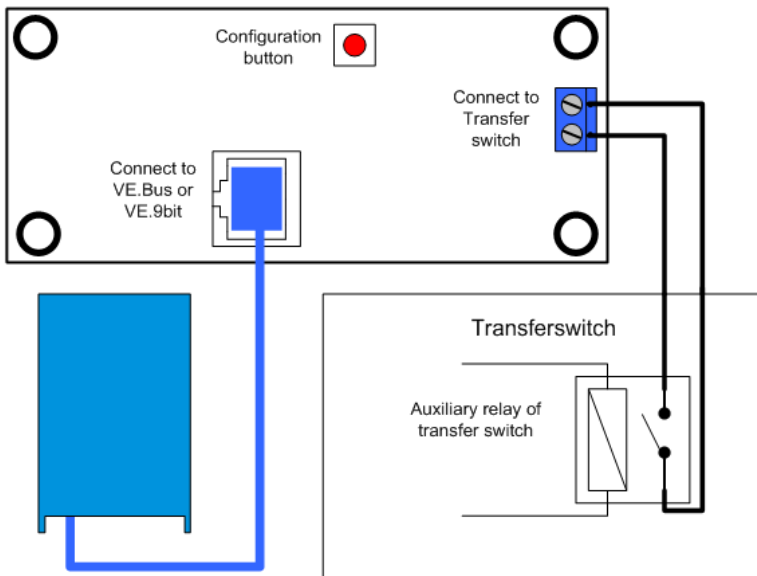 Configuration
button
Connect to
Transfer
switch
Connect to
VE.Bus or
VE.9bit
Transferswitch
Auxiliary relay of
transfer switch